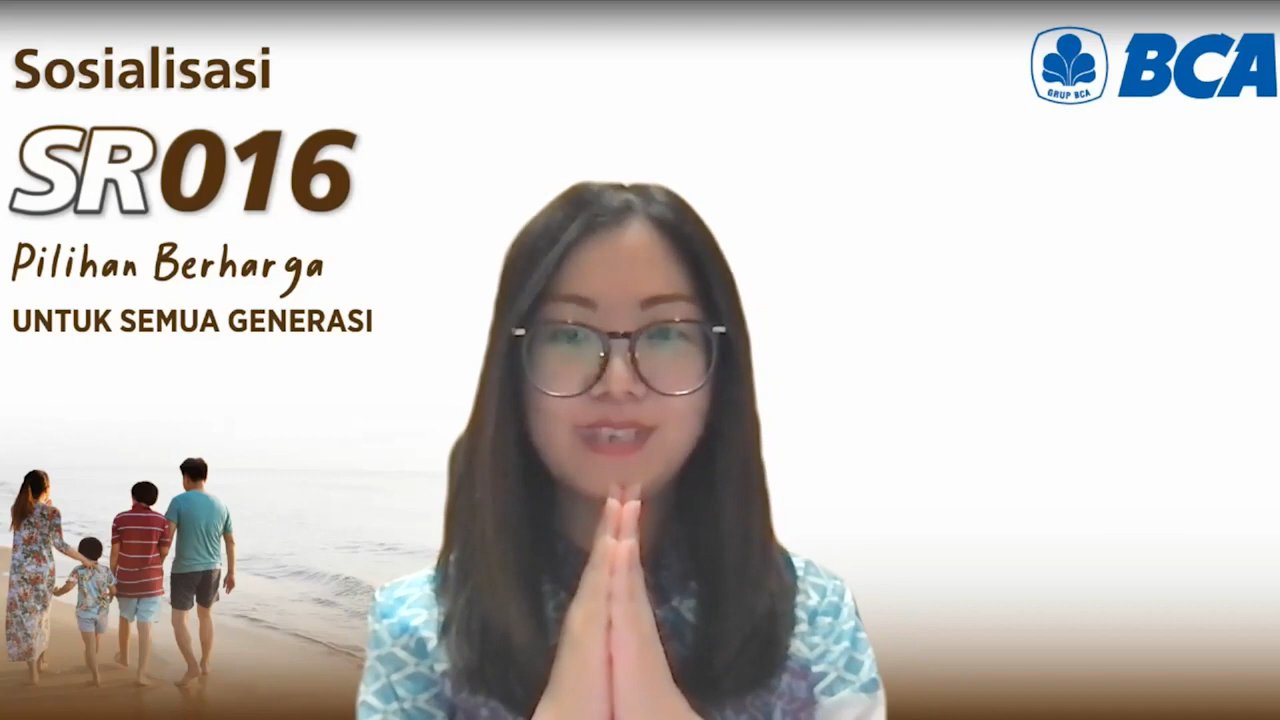 Sosialisasi
SR016
Pilihan Berharga
UNTUK SEMUA GENERASI
GRUP BCA
BCA